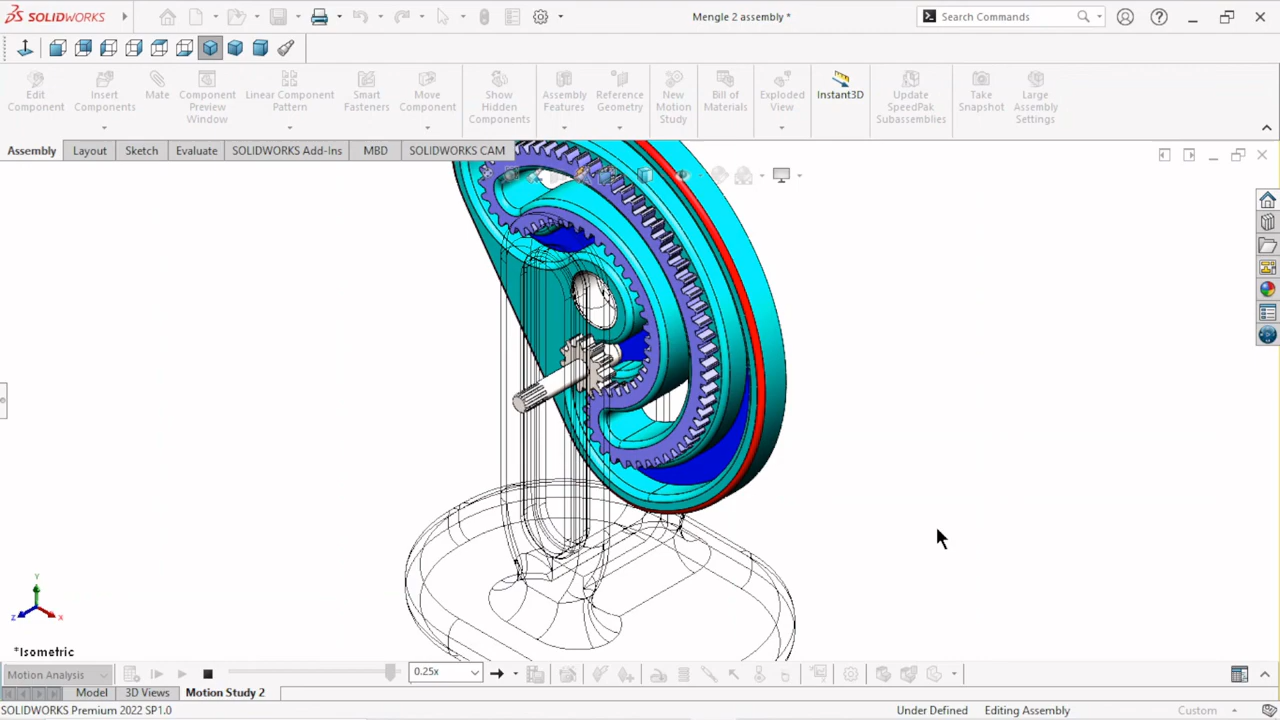 SOLIDWORKS
Mengle 2 assembly *
Search Commands
Edit Component
Insert Components
Mate
Component Preview Window
Linear Component Pattern
Smart Fasteners
Move Component
Show Hidden Components
Assembly Features
Reference Geometry
New Motion Study
Bill of Materials
Exploded View
Instant3D
Update SpeedPak Subassemblies
Take Snapshot
Large Assembly Settings
Assembly
Layout
Sketch
Evaluate
SOLIDWORKS Add-Ins
MBD
SOLIDWORKS CAM
Y
Z
X
*Isometric
Motion Analysis
0.25x
Model
3D Views
Motion Study 2
SOLIDWORKS Premium 2022 SP1.0
Under Defined
Editing Assembly
Custom